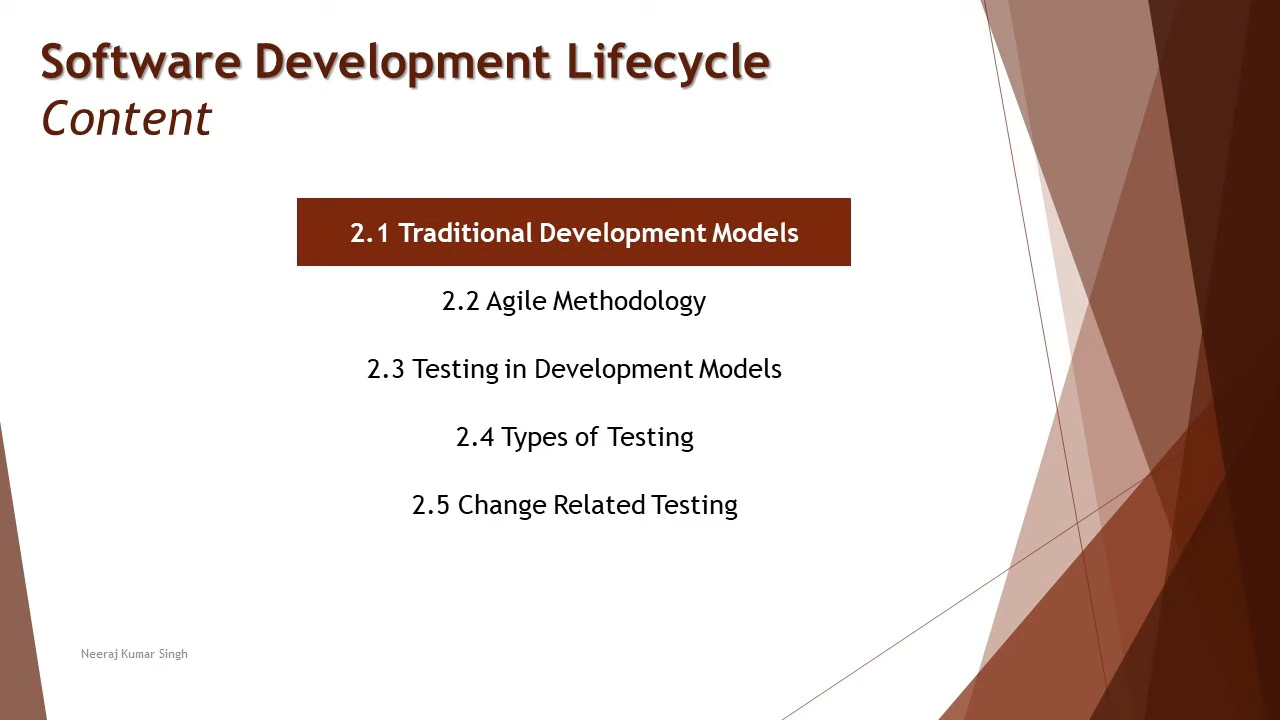 Software Development Lifecycle
Content
2.1 Traditional Development Models
2.2 Agile Methodology
2.3 Testing in Development Models
2.4 Types of Testing
2.5 Change Related Testing
Neeraj Kumar Singh